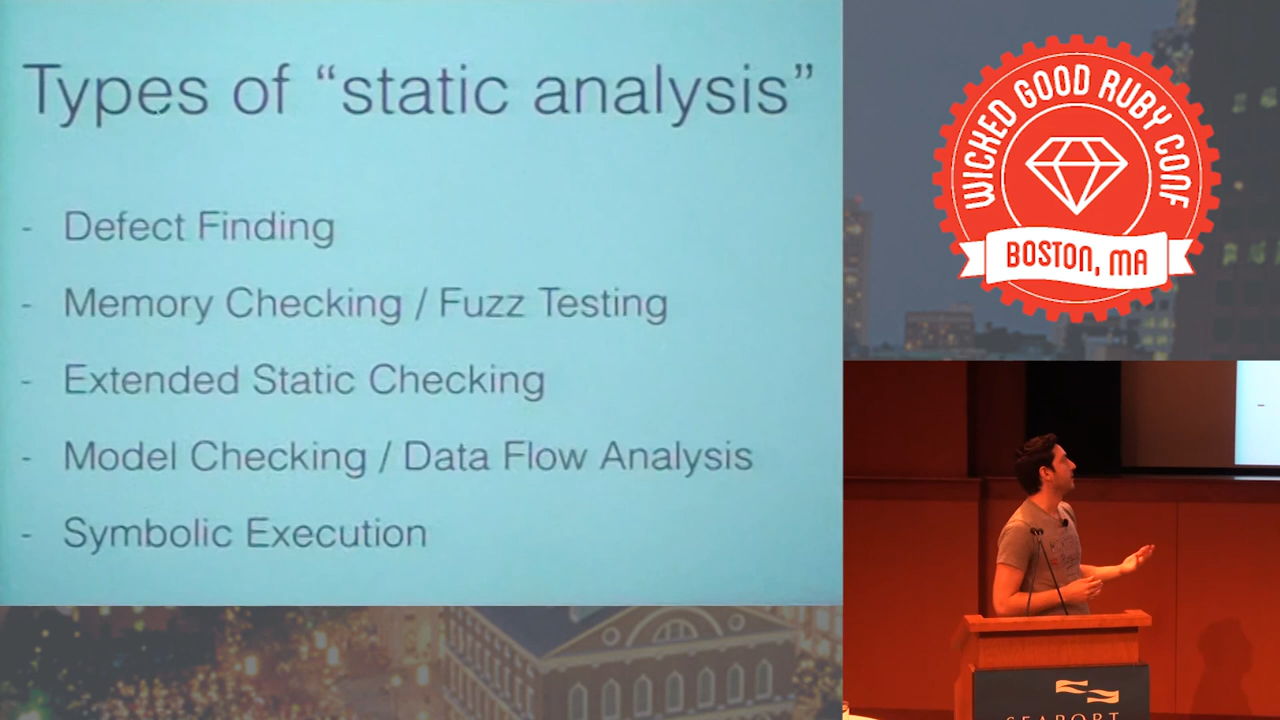 Types of “static analysis”
- Defect Finding
- Memory Checking / Fuzz Testing
- Extended Static Checking
- Model Checking / Data Flow Analysis
- Symbolic Execution
WICKED GOOD RUBY CONF
BOSTON, MA
SEAPORT